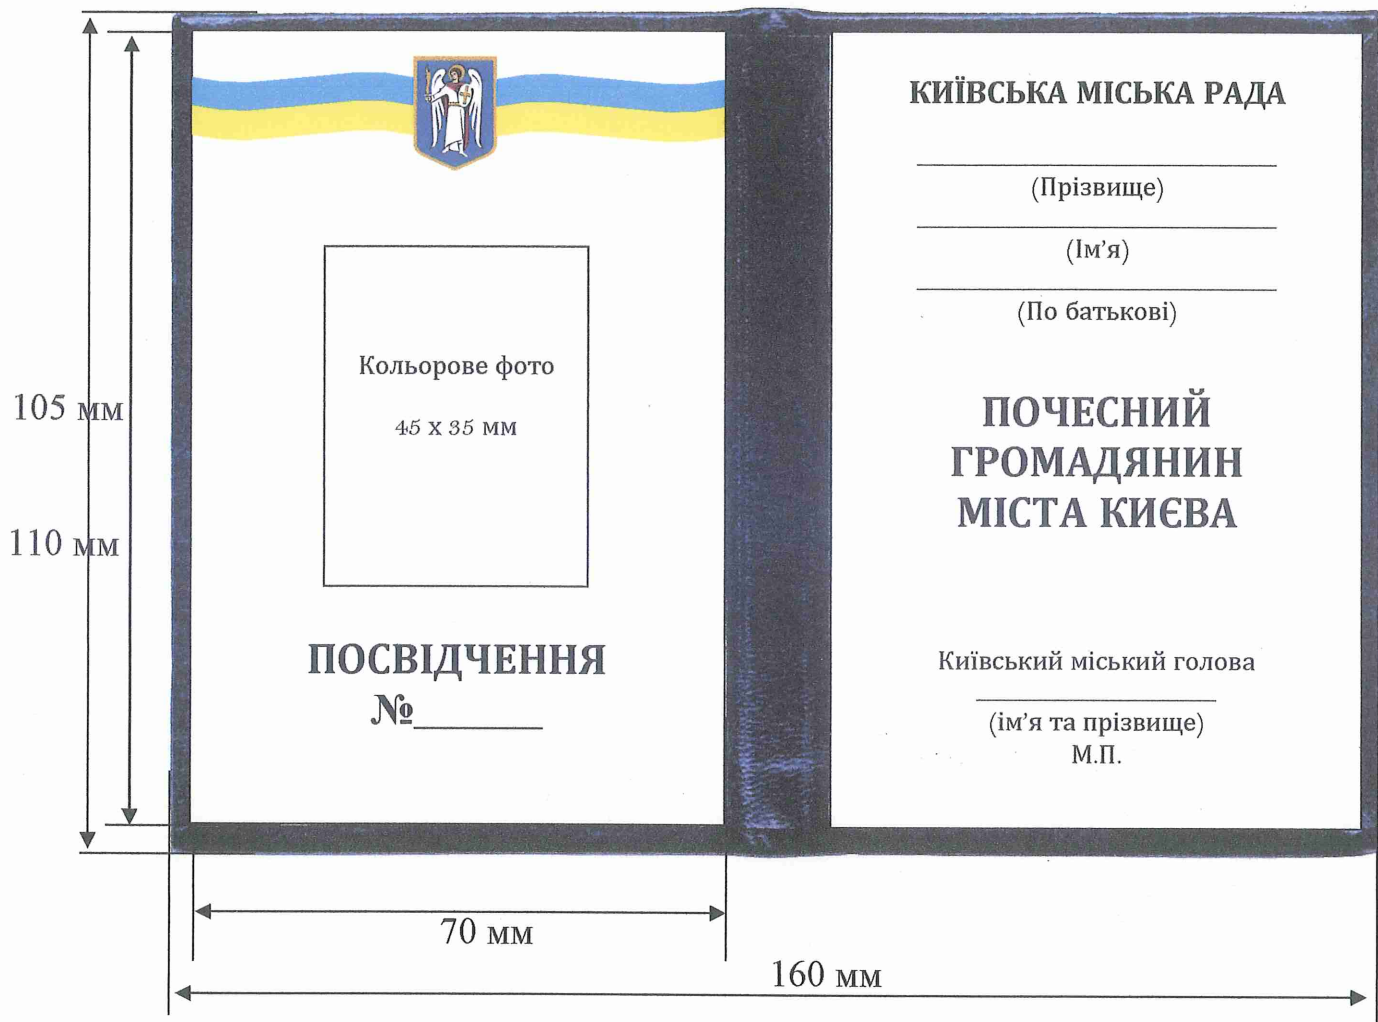 105 мм
110 мм
Кольорове фото
45 х 35 мм
ПОСВІДЧЕННЯ
№______
КИЇВСЬКА МІСЬКА РАДА
(Прізвище)
(Ім’я)
(По батькові)
ПОЧЕСНИЙ
ГРОМАДЯНИН
МІСТА КИЄВА
Київський міський голова
(ім’я та прізвище)
М.П.
70 мм
160 мм